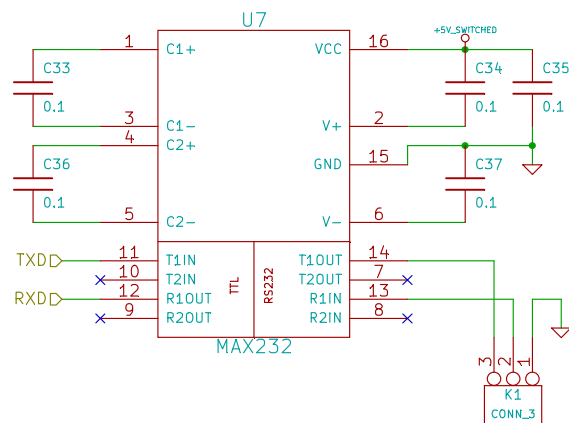 U7
+5V_SWITCHED
1 C1+ VCC 16
C33 C34 C35
0.1 0.1 0.1
3 C1- V+ 2
4 C2+
GND 15
C36 C37
0.1 0.1
5 C2- V- 6
TXD 11 T1IN T1OUT 14
10 T2IN T2OUT 7
TTL RS232
RXD 12 R1OUT R1IN 13
9 R2OUT R2IN 8
MAX232
3 2 1
K1
CONN_3